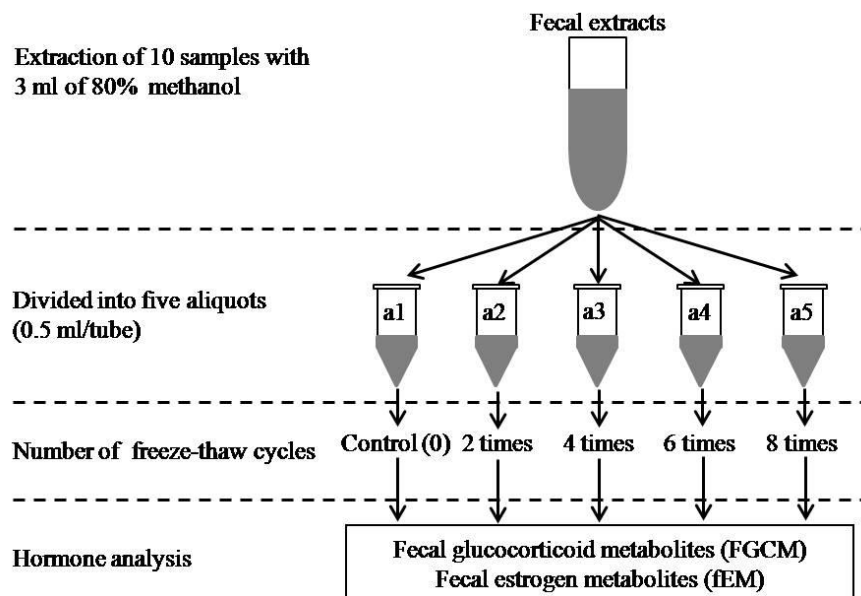 Fecal extracts
Extraction of 10 samples with
3 ml of 80% methanol
Divided into five aliquots
(0.5 ml/tube)
a1 a2 a3 a4 a5
Number of freeze-thaw cycles Control (0) 2 times 4 times 6 times 8 times
Hormone analysis
Fecal glucocorticoid metabolites (FGCM)
Fecal estrogen metabolites (fEM)